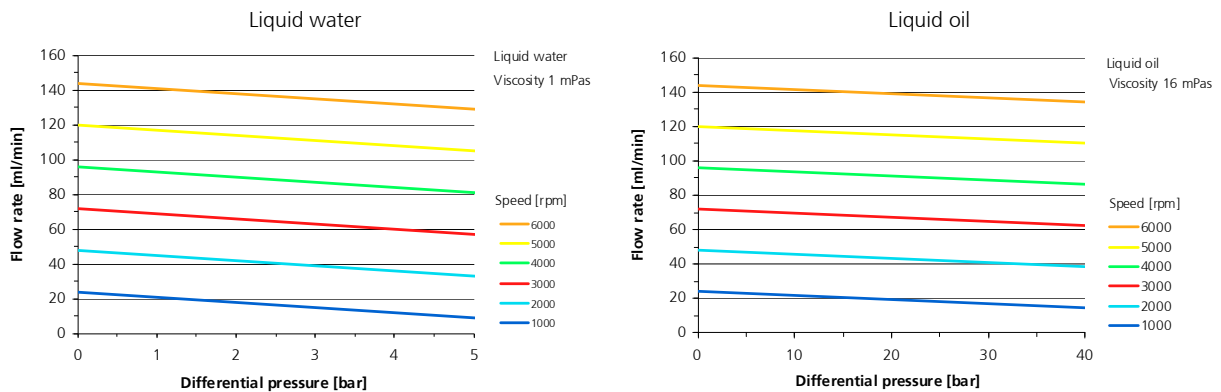 Liquid water
Liquid water
Viscosity 1 mPas
Flow rate [ml/min]
160
140
120
100
80
60
40
20
0
0 1 2 3 4 5
Differential pressure [bar]
Speed [rpm]
6000
5000
4000
3000
2000
1000
Liquid oil
Liquid oil
Viscosity 16 mPas
Flow rate [ml/min]
160
140
120
100
80
60
40
20
0
0 10 20 30 40
Differential pressure [bar]
Speed [rpm]
6000
5000
4000
3000
2000
1000